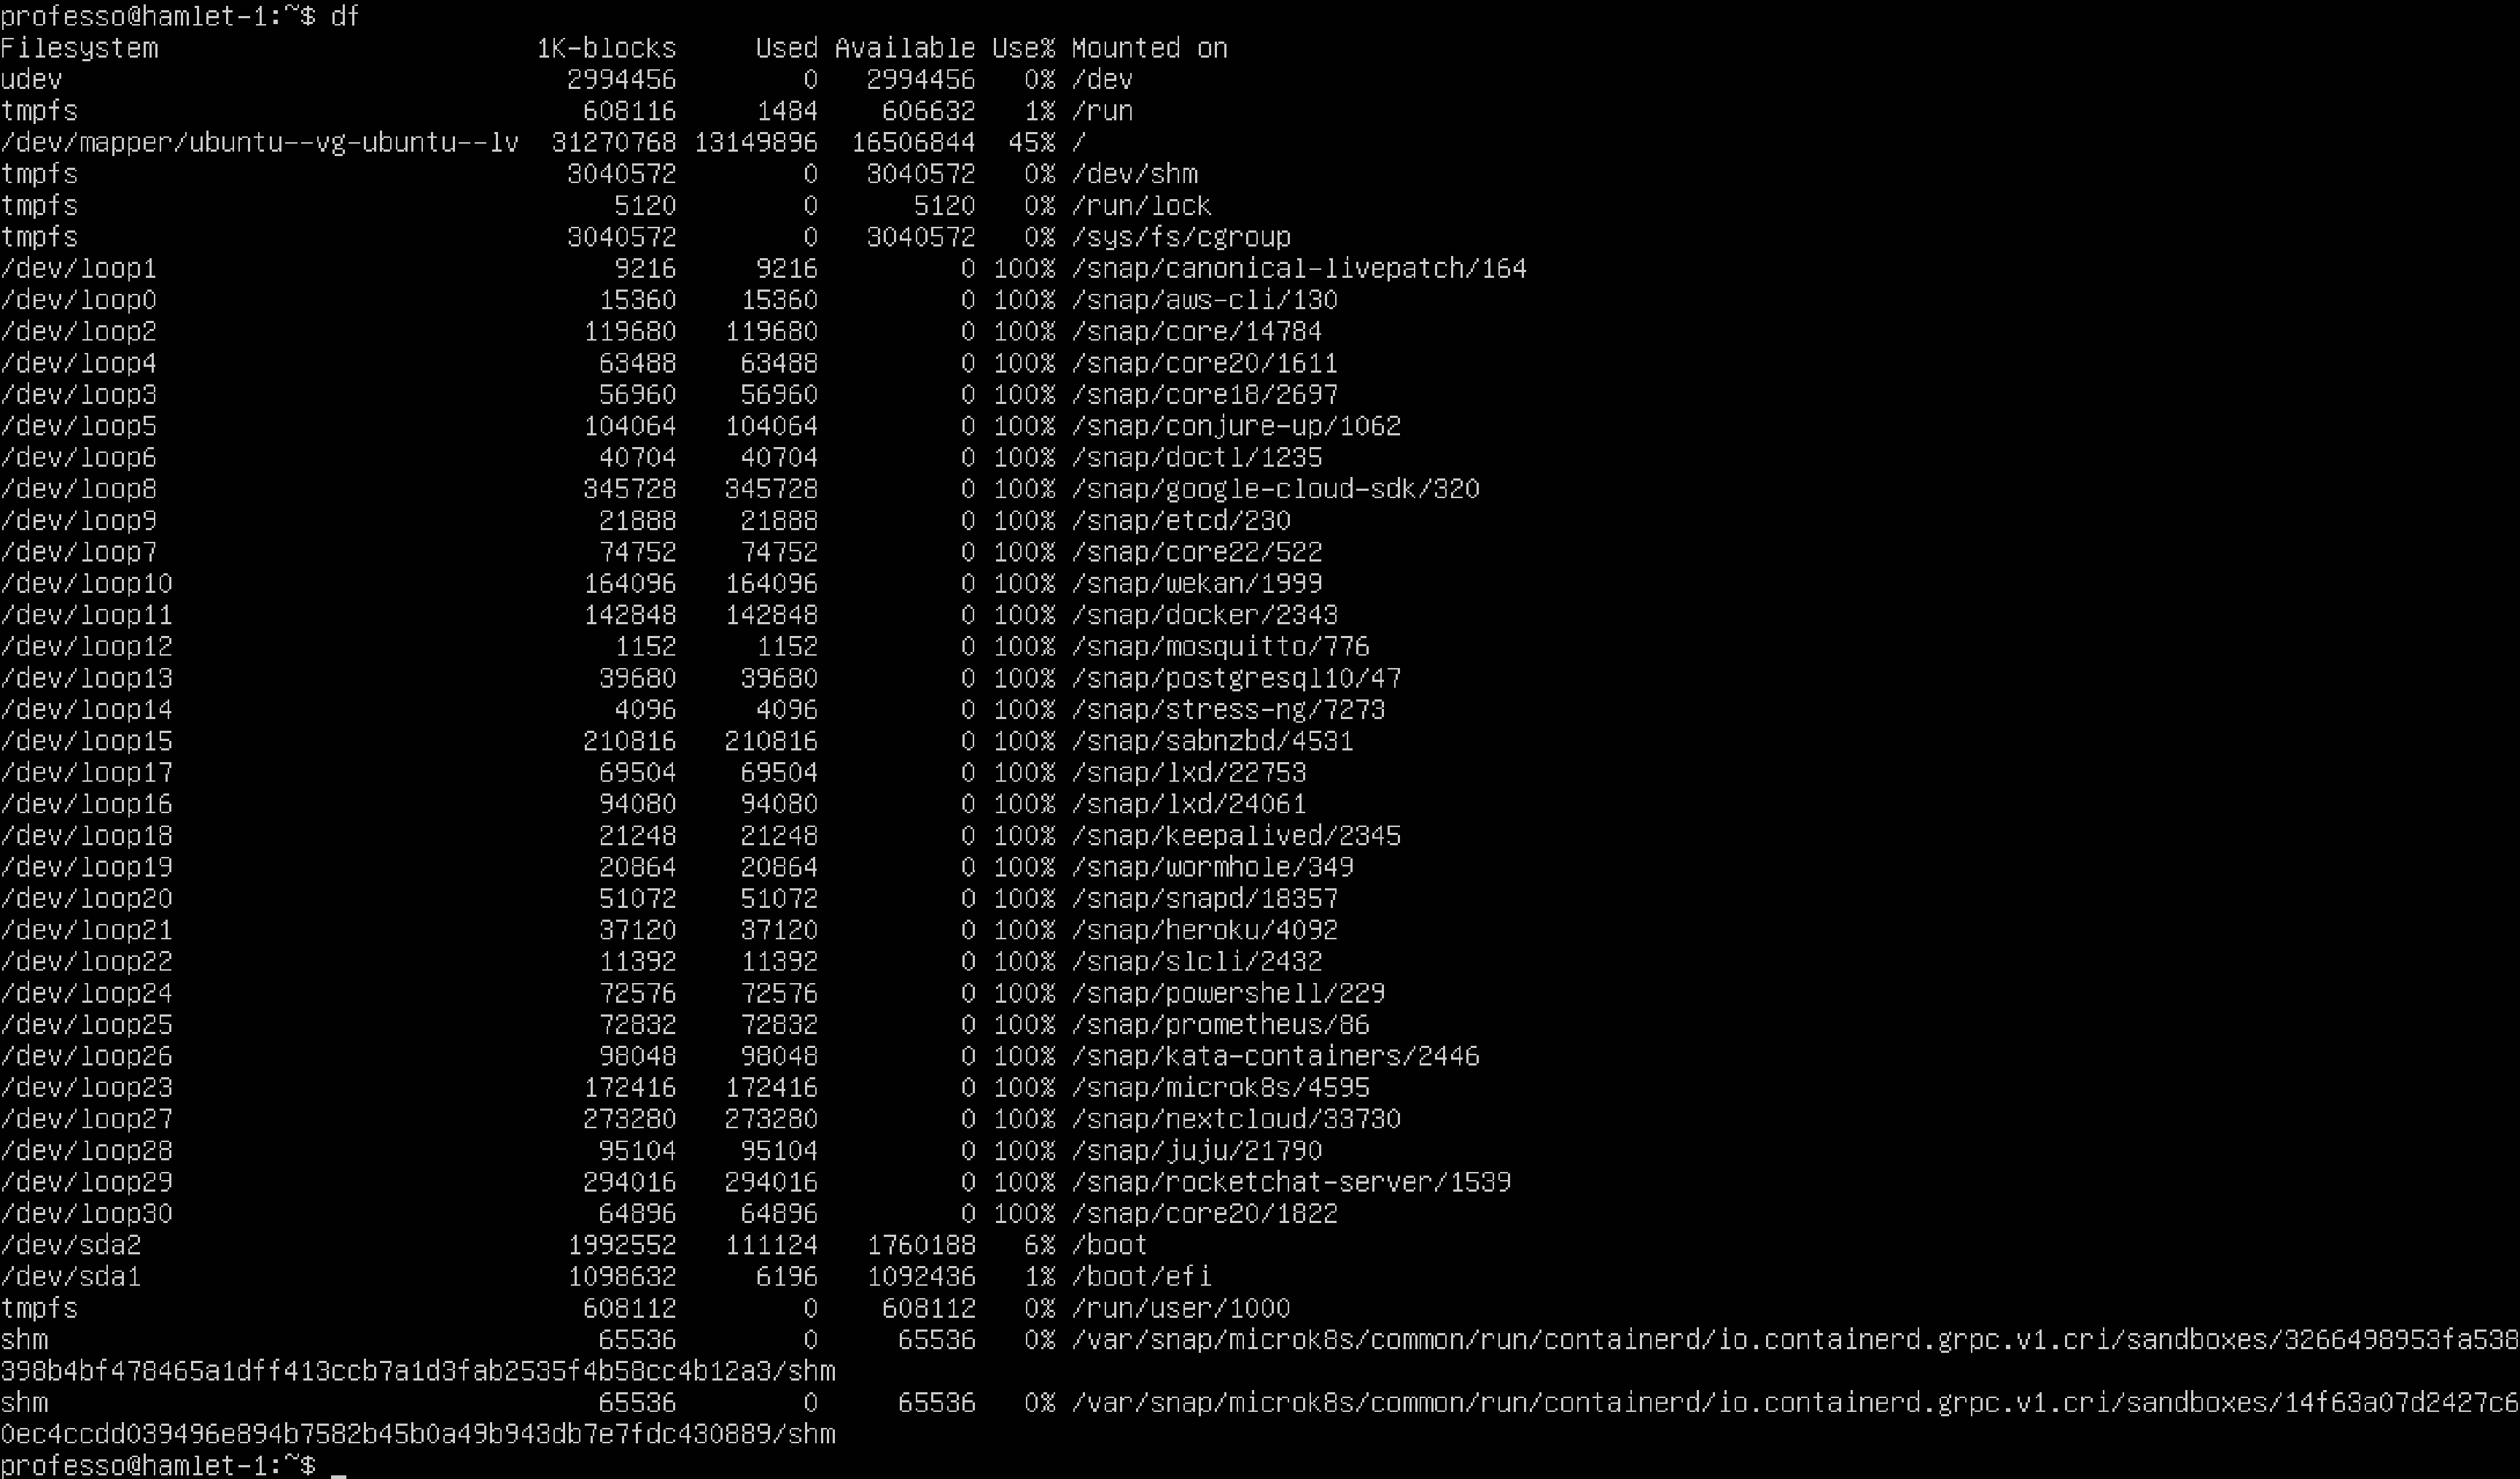 professo@hamlet-1:~$ df
Filesystem                        1K-blocks     Used Available Use% Mounted on
udev                                2994456        0   2994456   0% /dev
tmpfs                                608116     1484    606632   1% /run
/dev/mapper/ubuntu--vg-ubuntu--lv  31270768 13149896  16506844  45% /
tmpfs                               3040572        0   3040572   0% /dev/shm
tmpfs                                  5120        0      5120   0% /run/lock
tmpfs                               3040572        0   3040572   0% /sys/fs/cgroup
/dev/loop1                             9216     9216         0 100% /snap/canonical-livepatch/164
/dev/loop0                            15360    15360         0 100% /snap/aws-cli/130
/dev/loop2                           119680   119680         0 100% /snap/core/14784
/dev/loop4                            63488    63488         0 100% /snap/core20/1611
/dev/loop3                            56960    56960         0 100% /snap/core18/2697
/dev/loop5                           104064   104064         0 100% /snap/conjure-up/1062
/dev/loop6                            40704    40704         0 100% /snap/doctl/1235
/dev/loop8                           345728   345728         0 100% /snap/google-cloud-sdk/320
/dev/loop9                            21888    21888         0 100% /snap/etcd/230
/dev/loop7                            74752    74752         0 100% /snap/core22/522
/dev/loop10                          164096   164096         0 100% /snap/wekan/1999
/dev/loop11                          142848   142848         0 100% /snap/docker/2343
/dev/loop12                            1152     1152         0 100% /snap/mosquitto/776
/dev/loop13                           39680    39680         0 100% /snap/postgresql10/47
/dev/loop14                            4096     4096         0 100% /snap/stress-ng/7273
/dev/loop15                          210816   210816         0 100% /snap/sabnzbd/4531
/dev/loop17                           69504    69504         0 100% /snap/lxd/22753
/dev/loop16                           94080    94080         0 100% /snap/lxd/24061
/dev/loop18                           21248    21248         0 100% /snap/keepalived/2345
/dev/loop19                           20864    20864         0 100% /snap/wormhole/349
/dev/loop20                           51072    51072         0 100% /snap/snapd/18357
/dev/loop21                           37120    37120         0 100% /snap/heroku/4092
/dev/loop22                           11392    11392         0 100% /snap/slcli/2432
/dev/loop24                           72576    72576         0 100% /snap/powershell/229
/dev/loop25                           72832    72832         0 100% /snap/prometheus/86
/dev/loop26                           98048    98048         0 100% /snap/kata-containers/2446
/dev/loop23                          172416   172416         0 100% /snap/microk8s/4595
/dev/loop27                          273280   273280         0 100% /snap/nextcloud/33730
/dev/loop28                           95104    95104         0 100% /snap/juju/21790
/dev/loop29                          294016   294016         0 100% /snap/rocketchat-server/1539
/dev/loop30                           64896    64896         0 100% /snap/core20/1822
/dev/sda2                           1992552   111124   1760188   6% /boot
/dev/sda1                           1098632     6196   1092436   1% /boot/efi
tmpfs                                608112        0    608112   0% /run/user/1000
shm                                   65536        0     65536   0% /var/snap/microk8s/common/run/containerd/io.containerd.grpc.v1.cri/sandboxes/3266498953fa538
398b4bf478465a1dff413ccb7a1d3fab2535f4b58cc4b12a3/shm
shm                                   65536        0     65536   0% /var/snap/microk8s/common/run/containerd/io.containerd.grpc.v1.cri/sandboxes/14f63a07d2427c6
0ec4ccdd039496e894b7582b45b0a49b943db7e7fdc430889/shm
professo@hamlet-1:~$ _